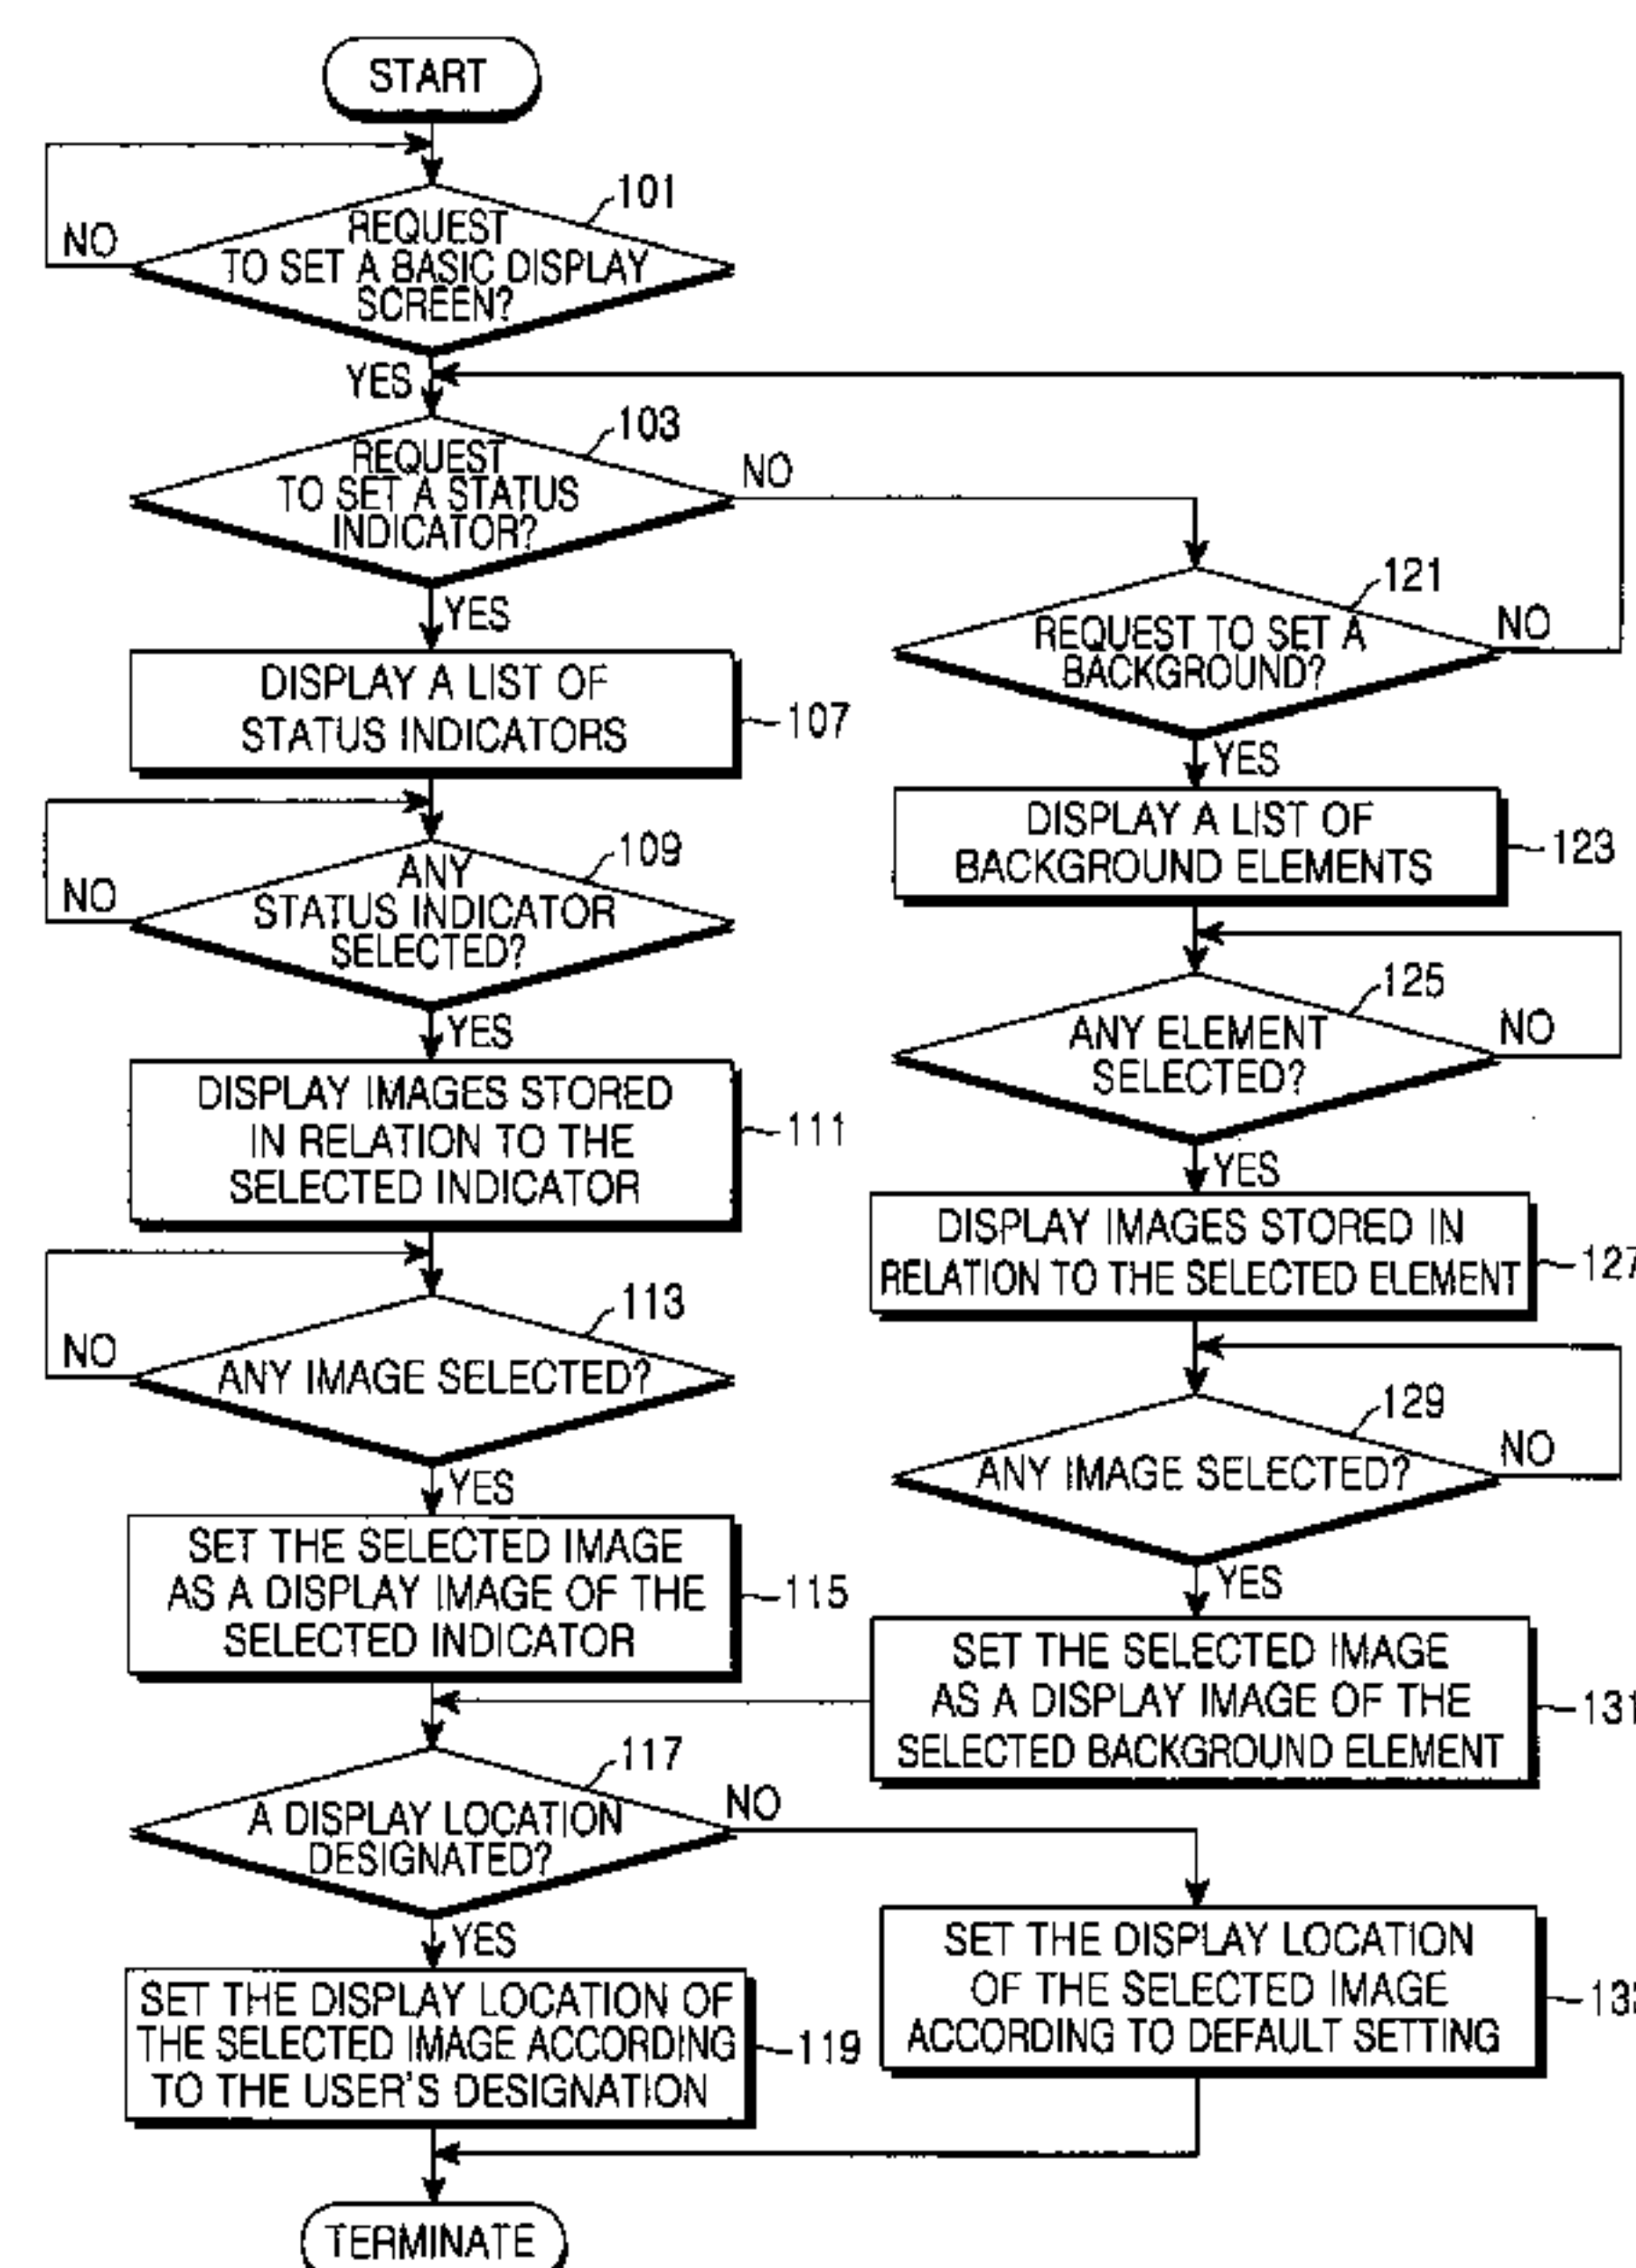 START
101
REQUEST
TO SET A BASIC DISPLAY
SCREEN?
NO
YES
103
REQUEST
TO SET A STATUS
INDICATOR?
NO
YES
DISPLAY A LIST OF
STATUS INDICATORS
107
109
ANY
STATUS INDICATOR
SELECTED?
NO
YES
DISPLAY IMAGES STORED
IN RELATION TO THE
SELECTED INDICATOR
111
113
ANY IMAGE SELECTED?
NO
YES
SET THE SELECTED IMAGE
AS A DISPLAY IMAGE OF THE
SELECTED INDICATOR
115
121
REQUEST TO SET A
BACKGROUND?
NO
YES
DISPLAY A LIST OF
BACKGROUND ELEMENTS
123
125
ANY ELEMENT
SELECTED?
NO
YES
DISPLAY IMAGES STORED IN
RELATION TO THE SELECTED ELEMENT
127
129
ANY IMAGE SELECTED?
NO
YES
SET THE SELECTED IMAGE
AS A DISPLAY IMAGE OF THE
SELECTED BACKGROUND ELEMENT
131
117
A DISPLAY LOCATION
DESIGNATED?
NO
YES
SET THE DISPLAY LOCATION OF
THE SELECTED IMAGE ACCORDING
TO THE USER'S DESIGNATION
119
SET THE DISPLAY LOCATION
OF THE SELECTED IMAGE
ACCORDING TO DEFAULT SETTING
TERMINATE